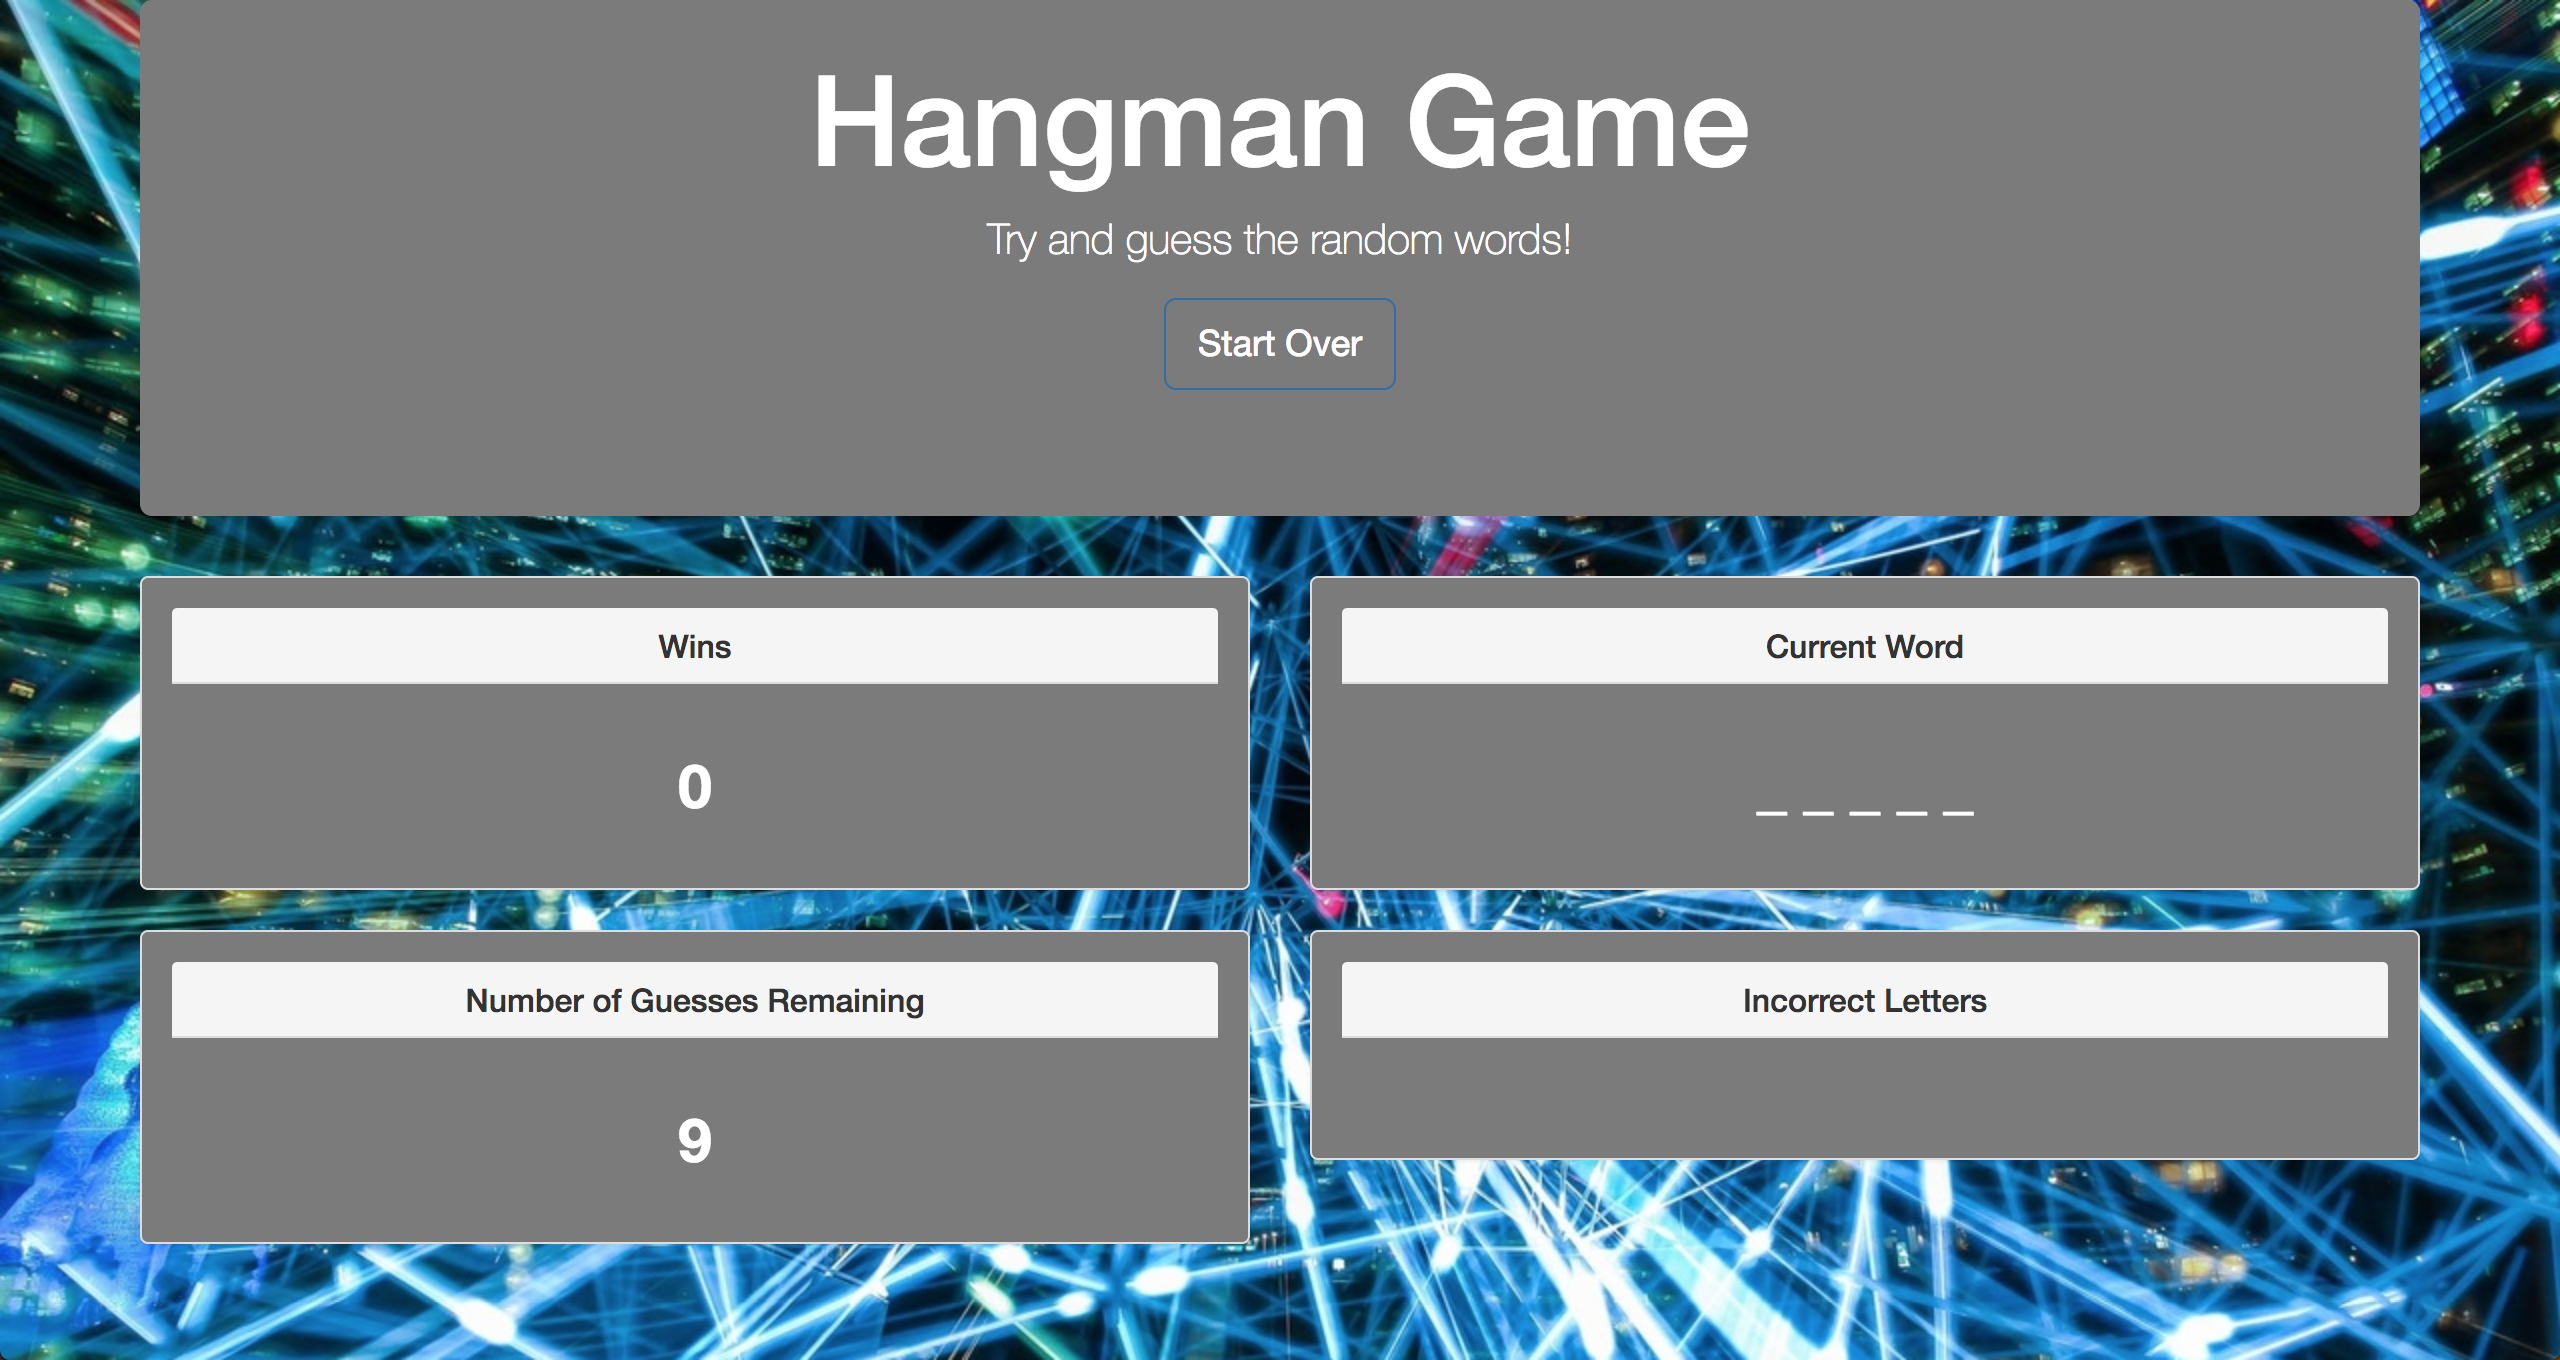 Hangman Game
Try and guess the random words!
Start Over
Wins
0
Current Word
_ _ _ _ _
Number of Guesses Remaining
9
Incorrect Letters